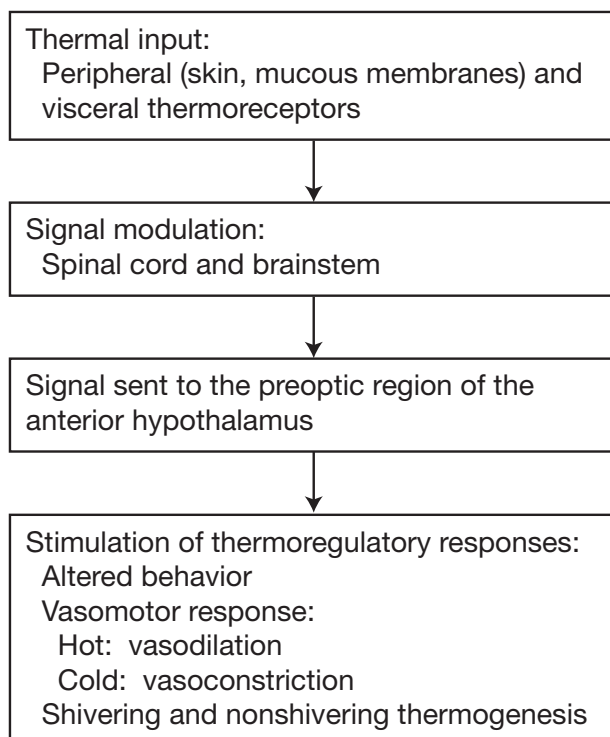 Thermal input:
Peripheral (skin, mucous membranes) and
visceral thermoreceptors
Signal modulation:
Spinal cord and brainstem
Signal sent to the preoptic region of the
anterior hypothalamus
Stimulation of thermoregulatory responses:
Altered behavior
Vasomotor response:
Hot: vasodilation
Cold: vasoconstriction
Shivering and nonshivering thermogenesis